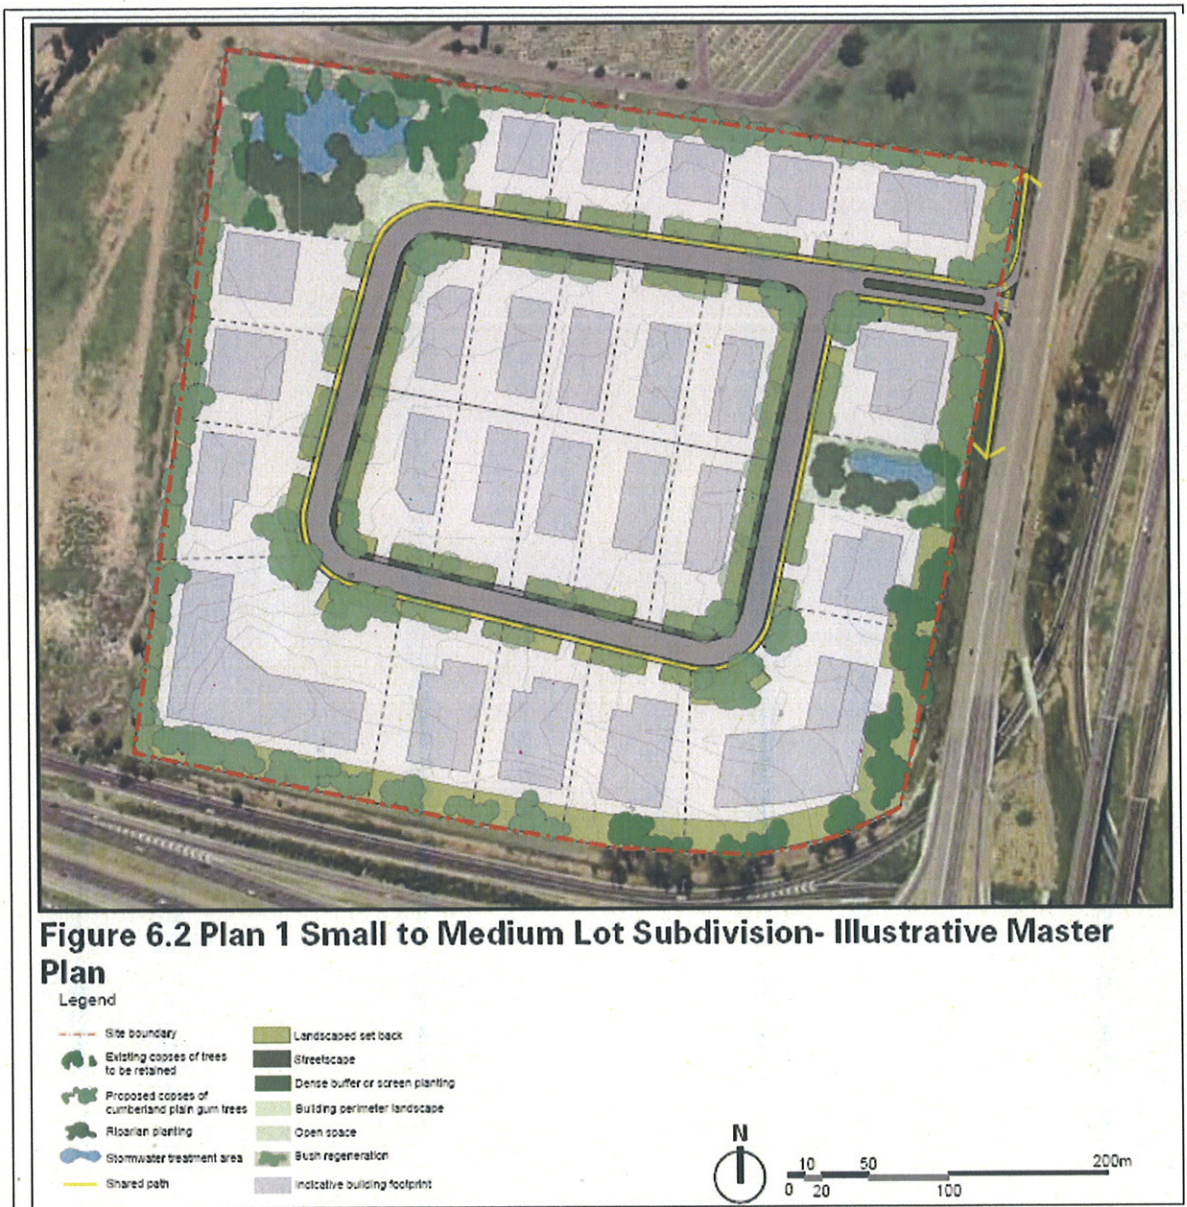 Figure 6.2 Plan 1 Small to Medium Lot Subdivision- Illustrative Master
Plan
Legend
Site boundary
Existing copses of trees
to be retained
Proposed copses of
cumberland plain gum trees
Riparian planting
Stormwater treatment area
Shared path
Landscaped set back
Streetscape
Dense buffer or screen planting
Building perimeter landscape
Open space
Bush regeneration
Indicative building footprint
N
10 50 200m
0 20 100